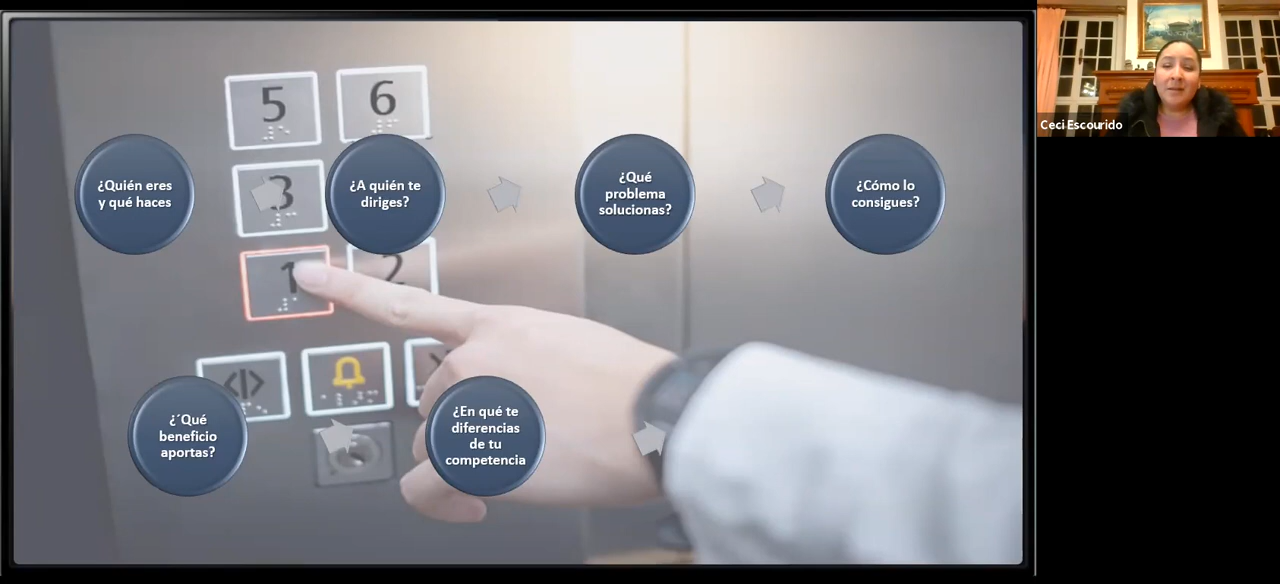 5
6
¿Quién eres
y qué haces
3
¿A quién te
diriges?
¿Qué
problema
solucionas?
¿Cómo lo
consigues?
1
2
¿´Qué
beneficio
aportas?
¿En qué te
diferencias
de tu
competencia
Ceci Escourido